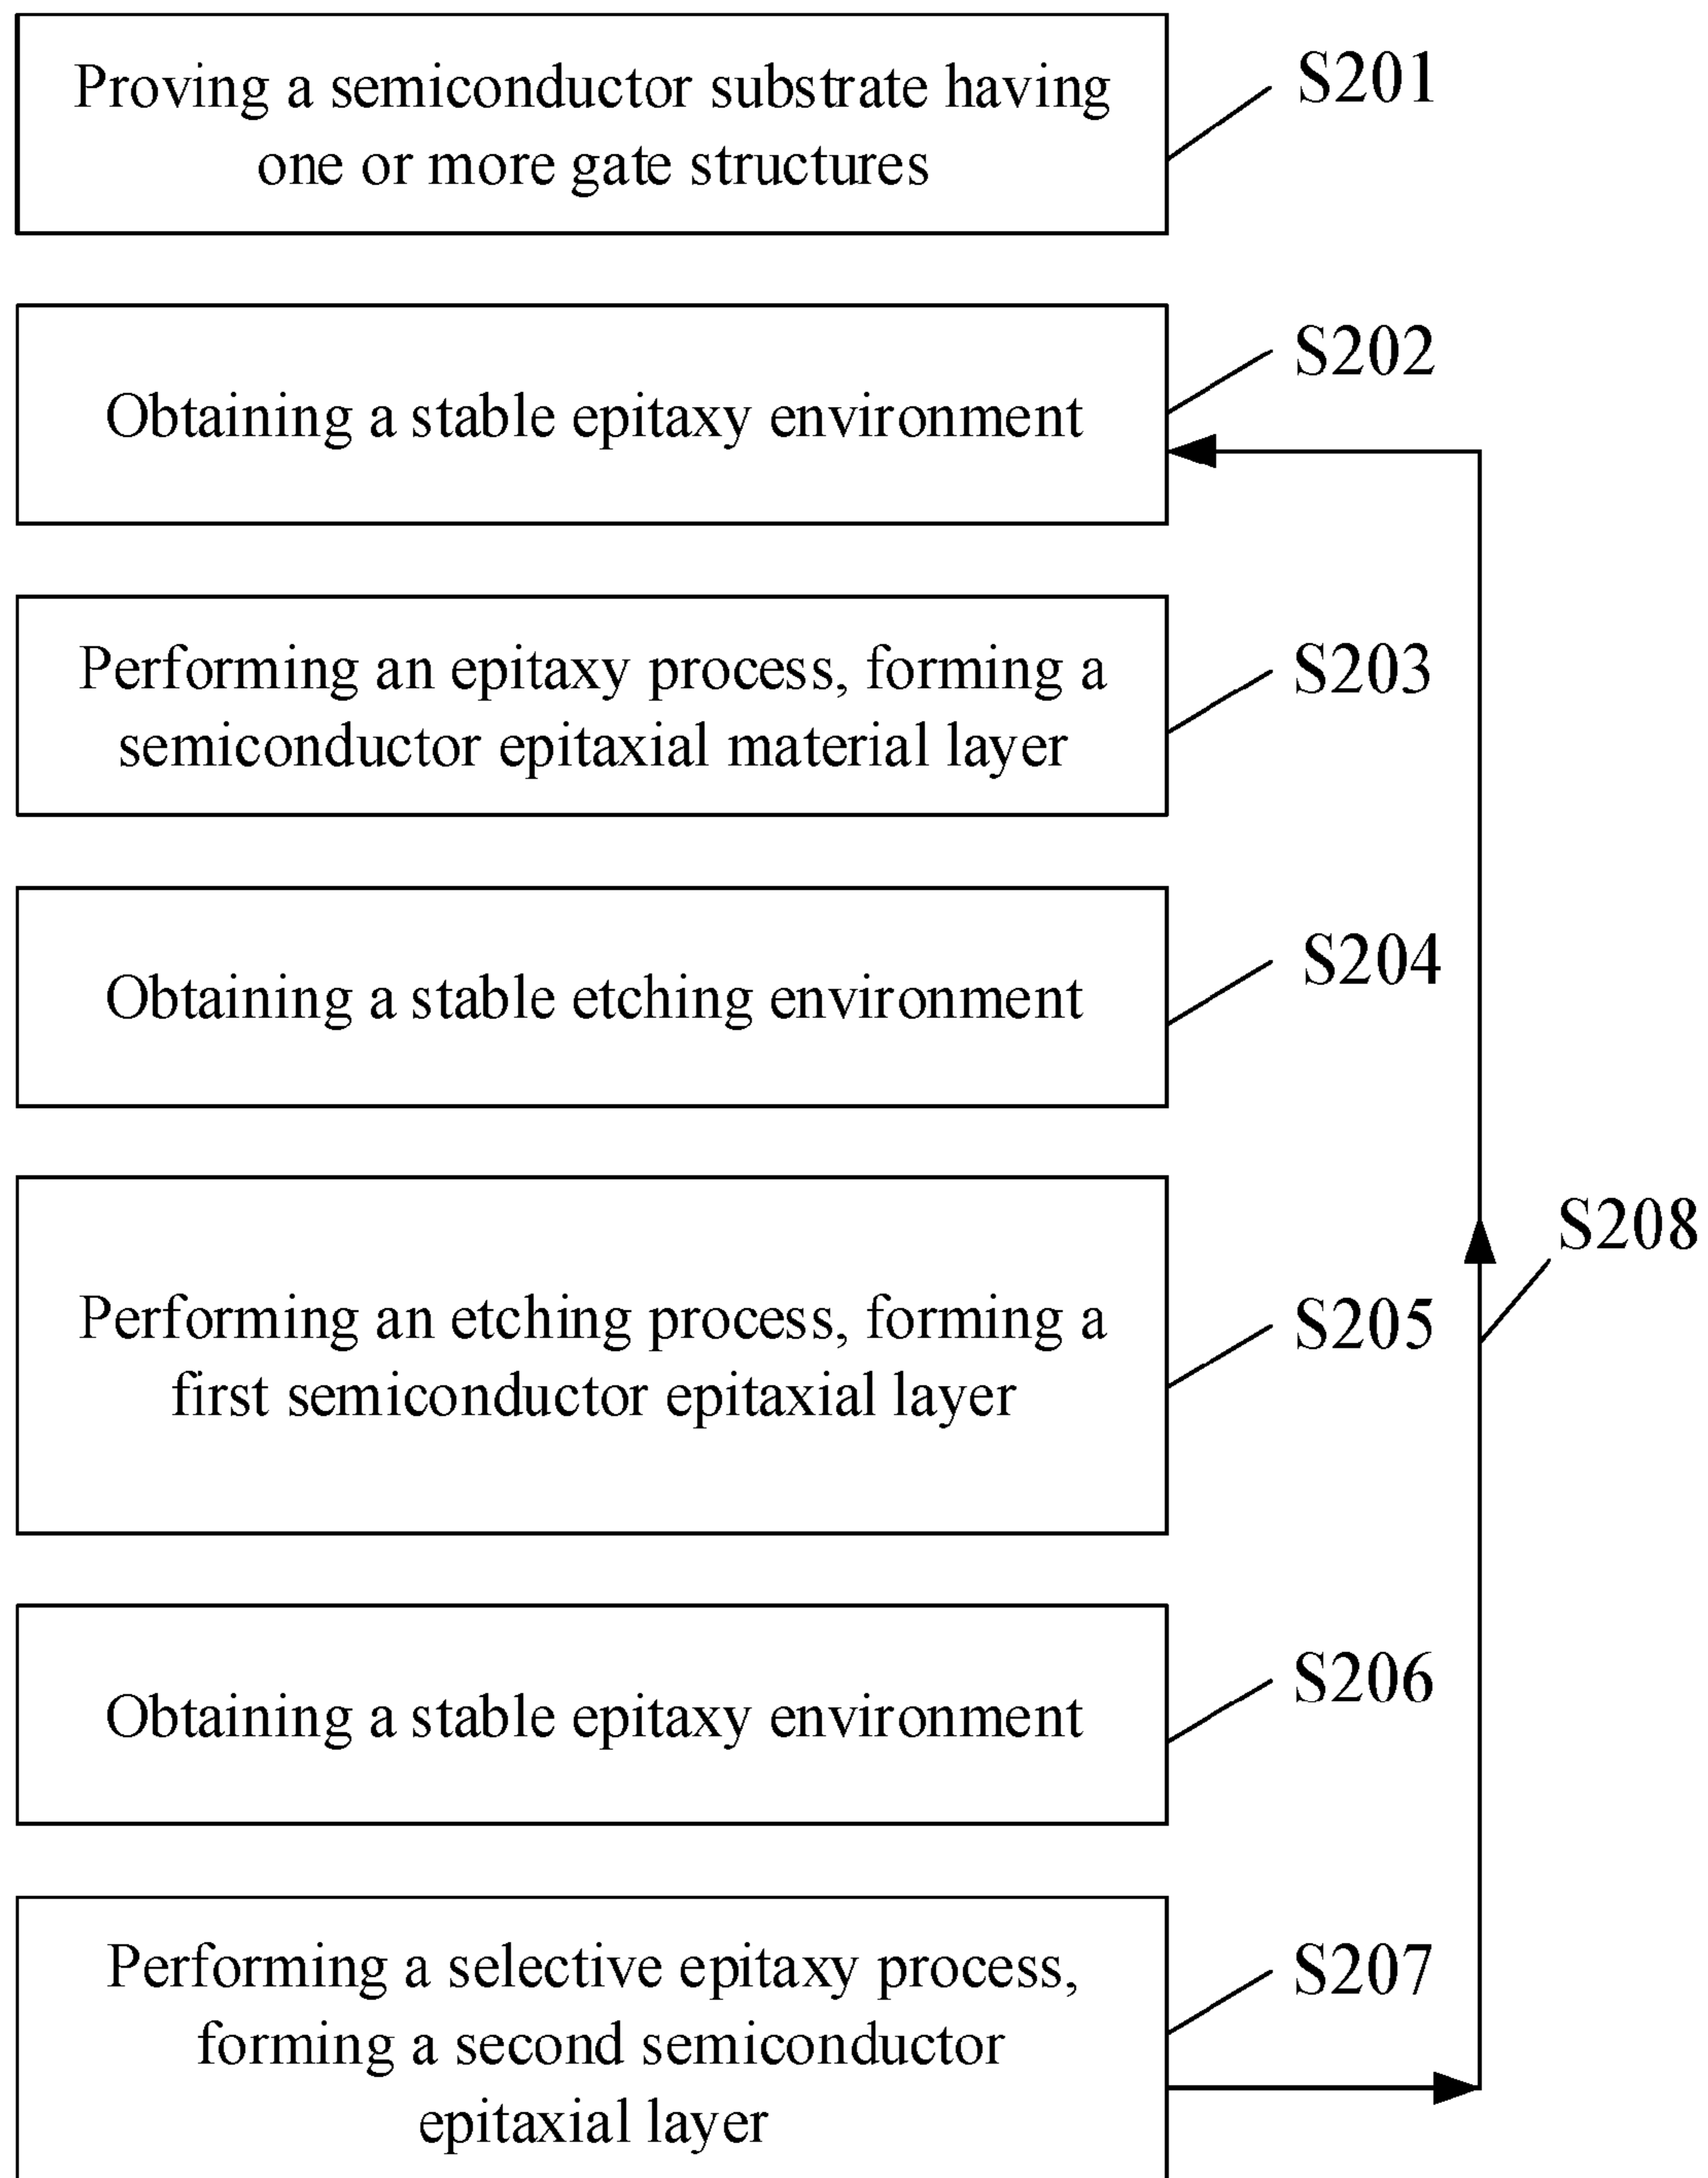 Proving a semiconductor substrate having
one or more gate structures
S201
Obtaining a stable epitaxy environment
S202
Performing an epitaxy process, forming a
semiconductor epitaxial material layer
S203
Obtaining a stable etching environment
S204
Performing an etching process, forming a
first semiconductor epitaxial layer
S205
S208
Obtaining a stable epitaxy environment
S206
Performing a selective epitaxy process,
forming a second semiconductor
epitaxial layer
S207